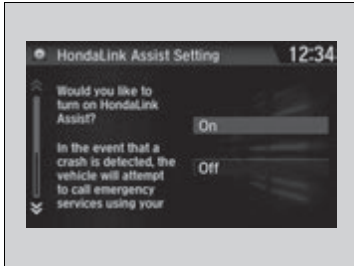 HondaLink Assist Setting
12:34
Would you like to
turn on HondaLink
Assist?
In the event that a
crash is detected, the
vehicle will attempt
to call emergency
services using your
On
Off